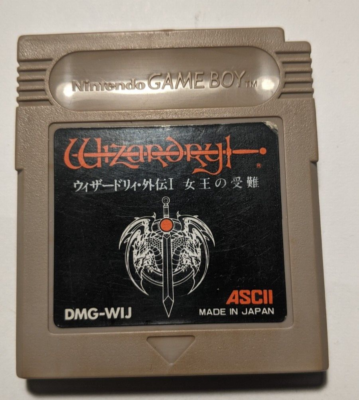 Nintendo GAME BOY™
Wizardry
ウィザードリィ・外伝I 女王の受難
ASCII
DMG-WIJ
MADE IN JAPAN